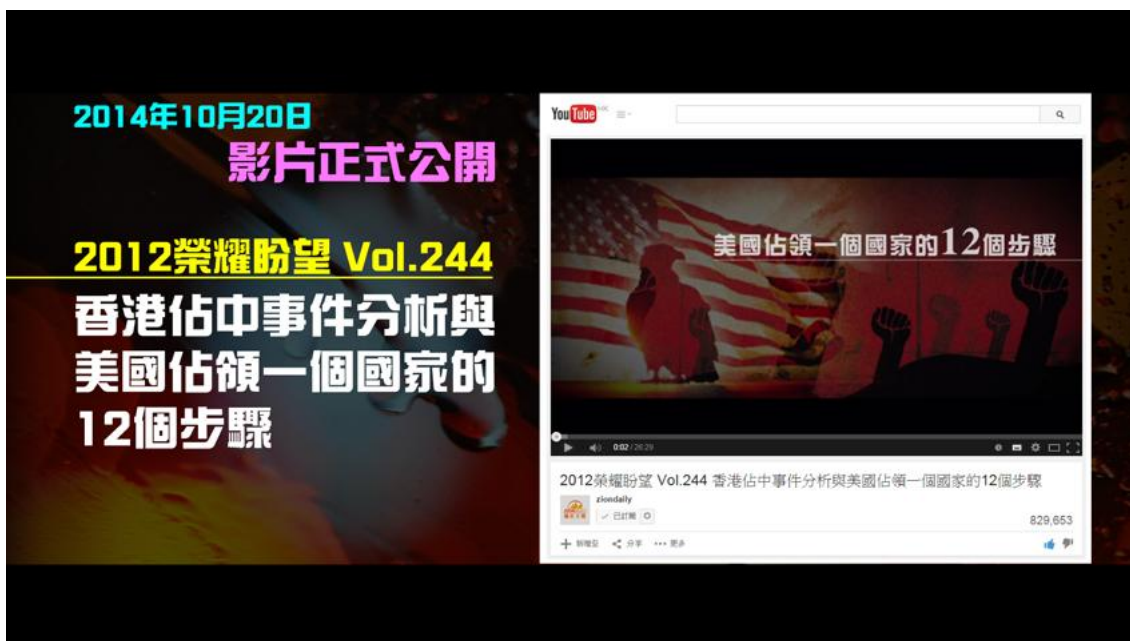 2014年10月20日
影片正式公開
2012榮耀盼望 Vol.244
香港佔中事件分析與
美國佔領一個國家的
12個步驟
YouTube HK
美國佔領一個國家的12個步驟
0:02 / 26:29
2012榮耀盼望 Vol.244 香港佔中事件分析與美國佔領一個國家的12個步驟
ziondaily
已訂閱
829,653
新增至 分享 更多